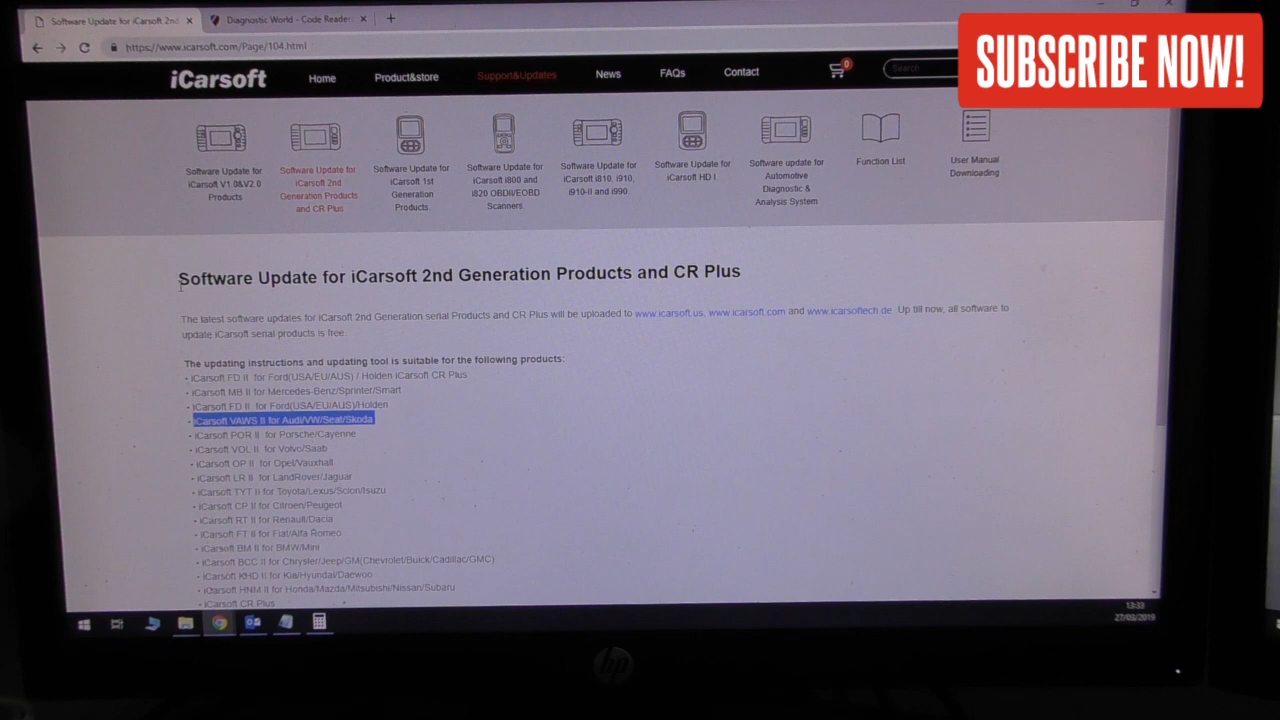 Software Update for iCarsoft 2nd
Diagnostic World - Code Reader
SUBSCRIBE NOW!
https://www.icarsoft.com/Page/104.html
iCarsoft
Home
Product&store
Support&Updates
News
FAQs
Contact
0
Search
Software Update for
iCarsoft V1.0&V2.0
Products
Software Update for
iCarsoft 2nd
Generation Products
and CR Plus
Software Update for
iCarsoft 1st
Generation
Products.
Software Update for
iCarsoft i800 and
i820 OBDII/EOBD
Scanners.
Software Update for
iCarsoft i810, i910,
i910-II and i990.
Software Update for
iCarsoft HD I.
Software update for
Automotive
Diagnostic &
Analysis System
Function List
User Manual
Downloading
Software Update for iCarsoft 2nd Generation Products and CR Plus
The latest software updates for iCarsoft 2nd Generation serial Products and CR Plus will be uploaded to www.icarsoft.us, www.icarsoft.com and www.icarsoftech.de Up till now, all software to
update iCarsoft serial products is free.
The updating instructions and updating tool is suitable for the following products:
• iCarsoft FD II for Ford(USA/EU/AUS) / Holden iCarsoft CR Plus
• iCarsoft MB II for Mercedes-Benz/Sprinter/Smart
• iCarsoft FD II for Ford(USA/EU/AUS)/Holden
• iCarsoft VAWS II for Audi/VW/Seat/Skoda
• iCarsoft POR II for Porsche/Cayenne
• iCarsoft VOL II for Volvo/Saab
• iCarsoft OP II for Opel/Vauxhall
• iCarsoft LR II for LandRover/Jaguar
• iCarsoft TYT II for Toyota/Lexus/Scion/Isuzu
• iCarsoft CP II for Citroen/Peugeot
• iCarsoft RT II for Renault/Dacia
• iCarsoft FT II for Fiat/Alfa Romeo
• iCarsoft BM II for BMW/Mini
• iCarsoft BCC II for Chrysler/Jeep/GM(Chevrolet/Buick/Cadillac/GMC)
• iCarsoft KHD II for Kia/Hyundai/Daewoo
• iCarsoft HNM II for Honda/Mazda/Mitsubishi/Nissan/Subaru
• iCarsoft CR Plus
13:33
27/03/2019
hp